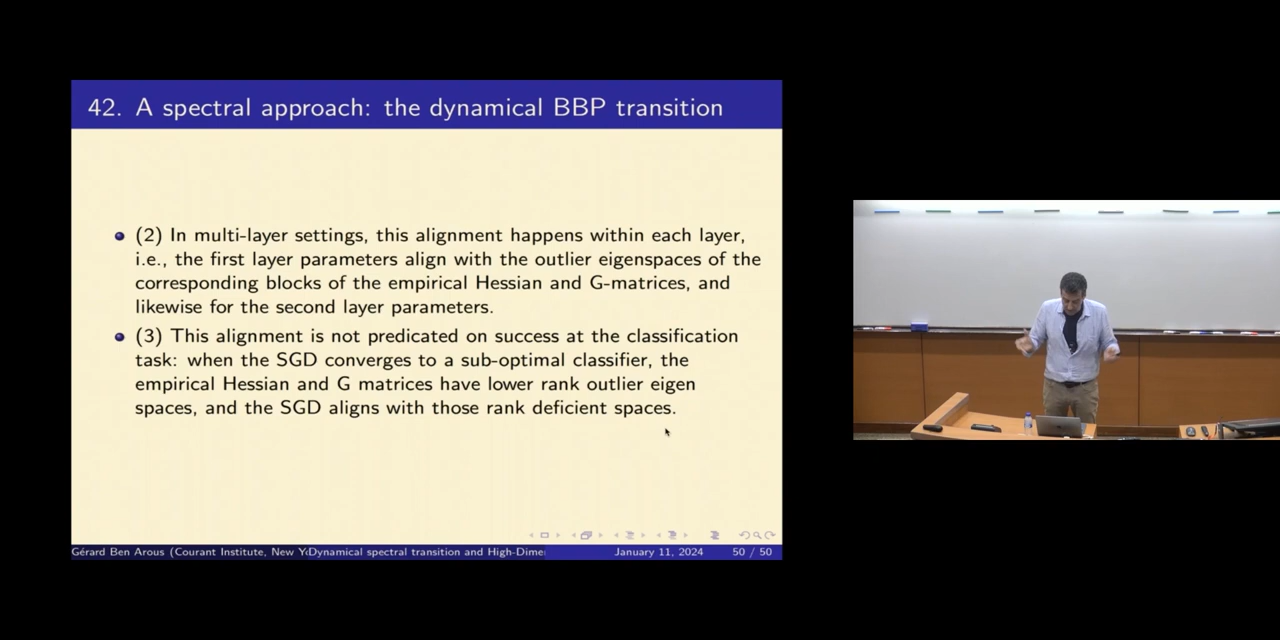 42. A spectral approach: the dynamical BBP transition
(2) In multi-layer settings, this alignment happens within each layer,
i.e., the first layer parameters align with the outlier eigenspaces of the
corresponding blocks of the empirical Hessian and G-matrices, and
likewise for the second layer parameters.
(3) This alignment is not predicated on success at the classification
task: when the SGD converges to a sub-optimal classifier, the
empirical Hessian and G matrices have lower rank outlier eigen
spaces, and the SGD aligns with those rank deficient spaces.
Gérard Ben Arous (Courant Institute, New Yo Dynamical spectral transition and High-Dimen January 11, 2024 50 / 50